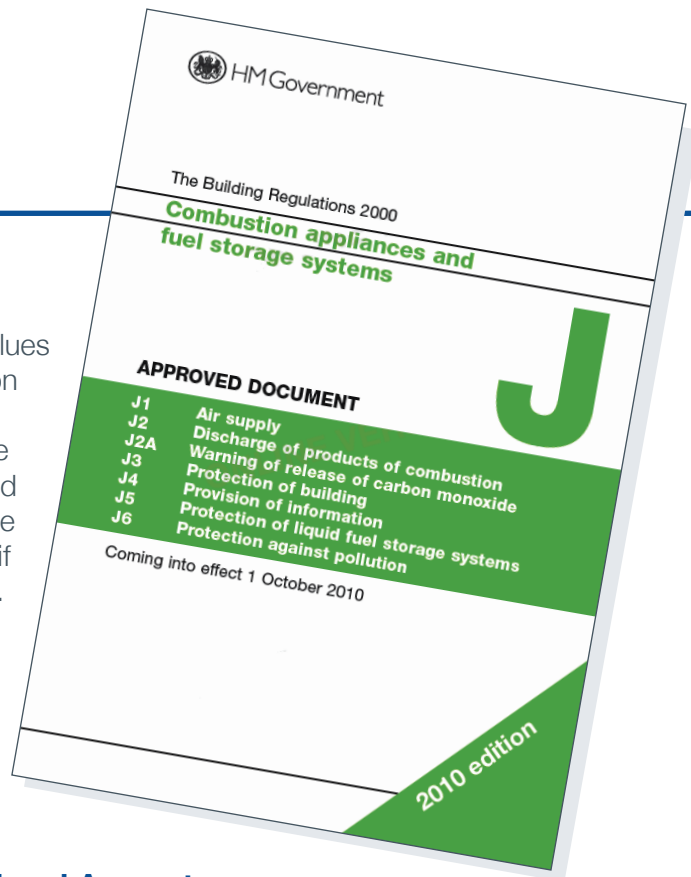 HM Government
The Building Regulations 2000
Combustion appliances and
fuel storage systems
J
APPROVED DOCUMENT
J1 Air supply
J2 Discharge of products of combustion
J2A Warning of release of carbon monoxide
J3 Protection of building
J4 Provision of information
J5 Protection of liquid fuel storage systems
J6 Protection against pollution
Coming into effect 1 October 2010
2010 edition